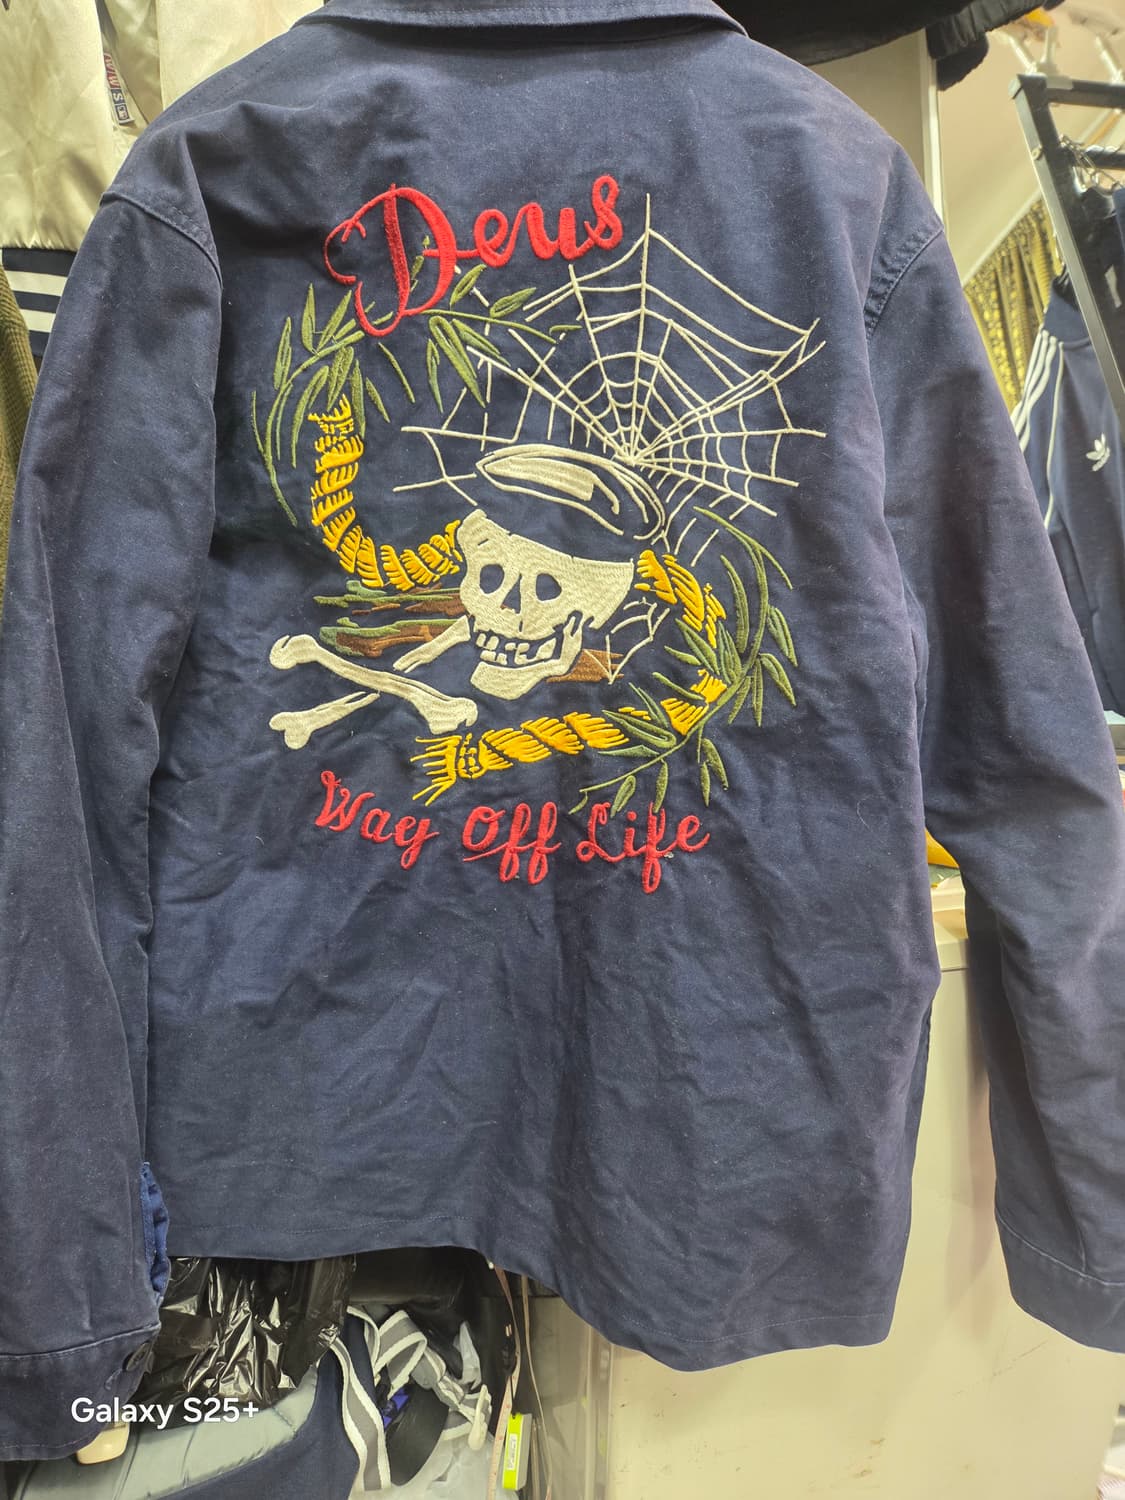 Deus
Way Off Life
Galaxy S25+